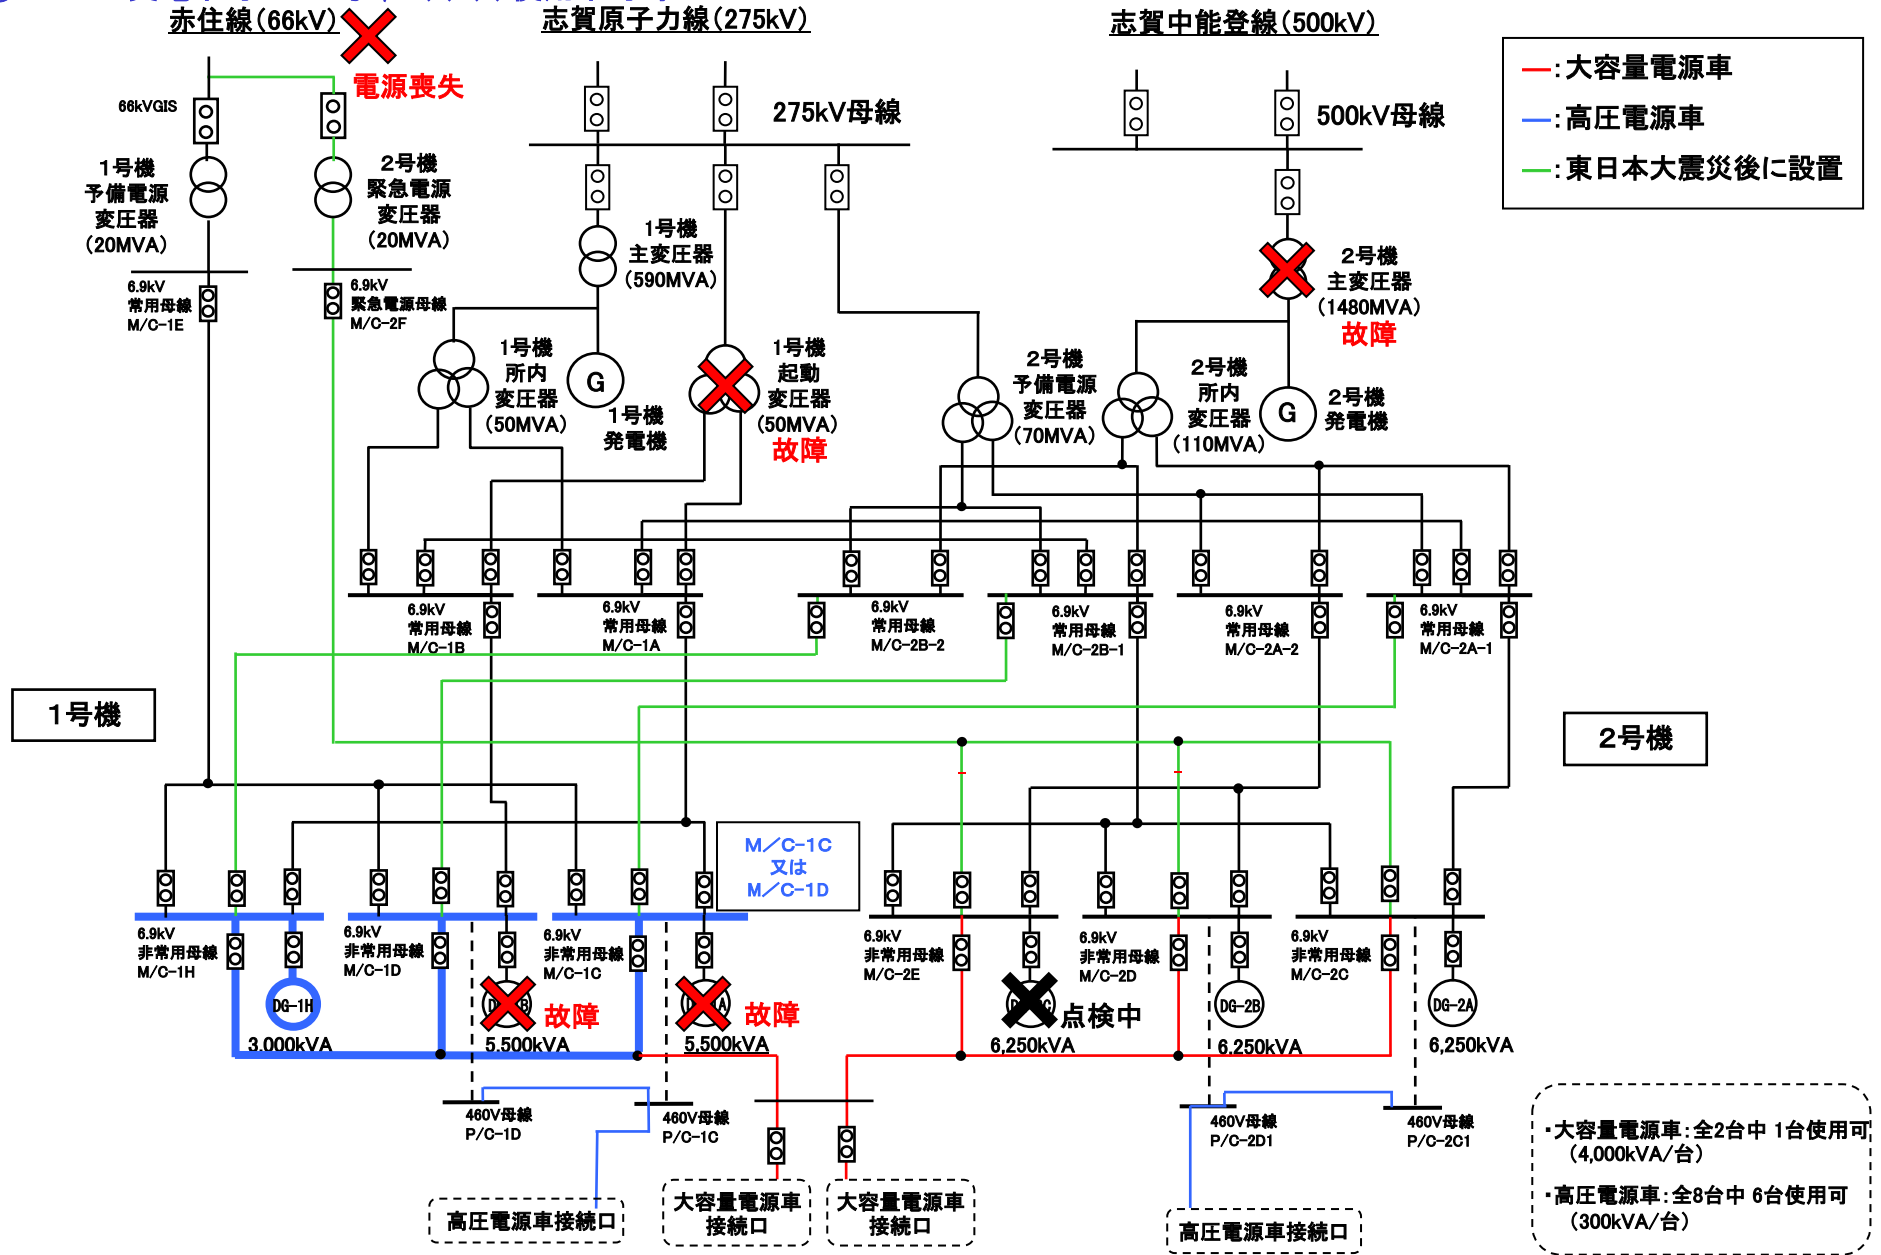 赤住線(66kV)
志賀原子力線(275kV)
志賀中能登線(500kV)
電源喪失
:大容量電源車
:高圧電源車
:東日本大震災後に設置
66kVGIS
275kV母線
500kV母線
1号機
予備電源
変圧器
(20MVA)
2号機
緊急電源
変圧器
(20MVA)
1号機
主変圧器
(590MVA)
2号機
主変圧器
(1480MVA)
故障
6.9kV
常用母線
M/C-1E
6.9kV
緊急電源母線
M/C-2F
1号機
所内
変圧器
(50MVA)
G
1号機
発電機
1号機
起動
変圧器
(50MVA)
故障
2号機
予備電源
変圧器
(70MVA)
2号機
所内
変圧器
(110MVA)
G
2号機
発電機
6.9kV
常用母線
M/C-1B
6.9kV
常用母線
M/C-1A
6.9kV
常用母線
M/C-2B-2
6.9kV
常用母線
M/C-2B-1
6.9kV
常用母線
M/C-2A-2
6.9kV
常用母線
M/C-2A-1
1号機
2号機
M/C-1C
又は
M/C-1D
6.9kV
非常用母線
M/C-1H
6.9kV
非常用母線
M/C-1D
6.9kV
非常用母線
M/C-1C
6.9kV
非常用母線
M/C-2E
6.9kV
非常用母線
M/C-2D
6.9kV
非常用母線
M/C-2C
DG-1H
3,000kVA
故障
5,500kVA
故障
5,500kVA
点検中
6,250kVA
DG-2B
6,250kVA
DG-2A
6,250kVA
460V母線
P/C-1D
460V母線
P/C-1C
460V母線
P/C-2D1
460V母線
P/C-2C1
高圧電源車接続口
大容量電源車
接続口
大容量電源車
接続口
高圧電源車接続口
・大容量電源車:全2台中 1台使用可
(4,000kVA/台)
・高圧電源車:全8台中 6台使用可
(300kVA/台)